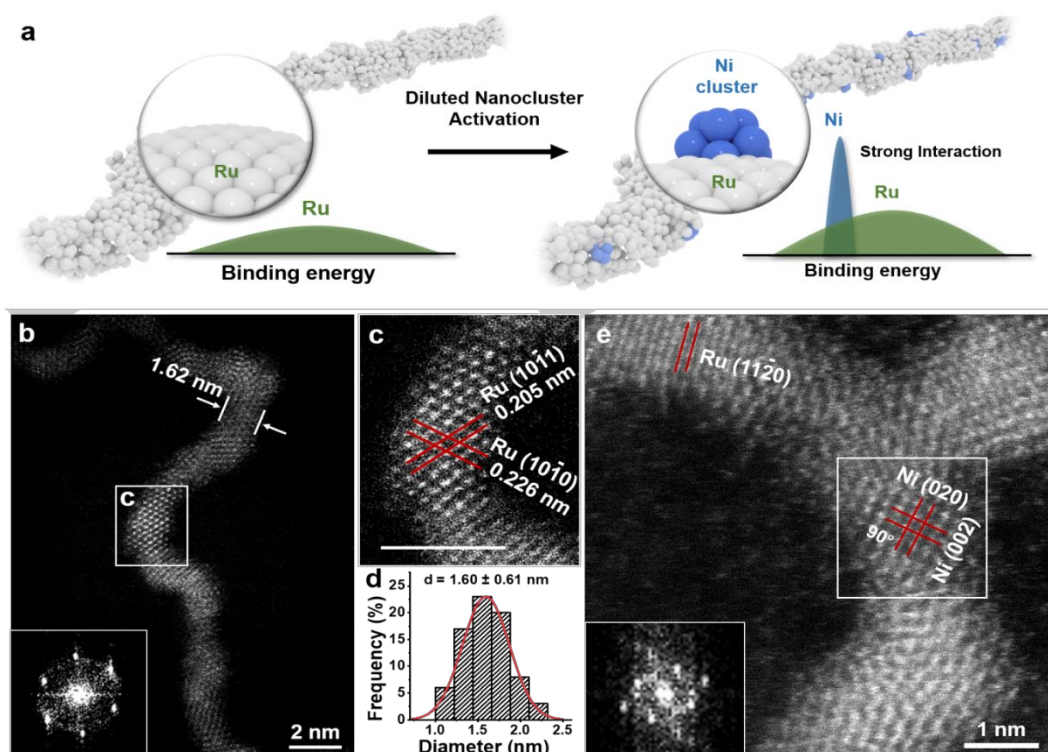 a
Ru
Ru
Binding energy
Diluted Nanocluster
Activation
Ni
cluster
Ni
Strong Interaction
Ru
Ru
Binding energy
b
1.62 nm
c
2 nm
c
Ru (101̄1)
0.205 nm
Ru (101̄0)
0.226 nm
d
d = 1.60 ± 0.61 nm
Frequency (%)
25
20
15
10
5
0
1.0 1.5 2.0 2.5
Diameter (nm)
e
Ru (112̄0)
Ni (020)
90°
Ni (002)
1 nm